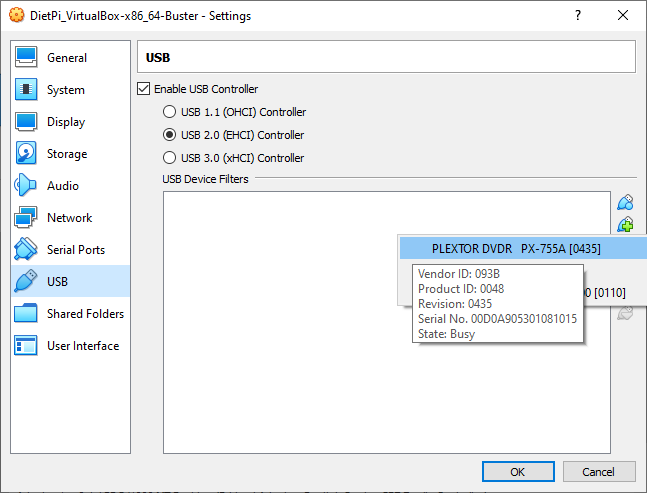 DietPi_VirtualBox-x86_64-Buster - Settings
?
General
System
Display
Storage
Audio
Network
Serial Ports
USB
Shared Folders
User Interface
USB
Enable USB Controller
USB 1.1 (OHCI) Controller
USB 2.0 (EHCI) Controller
USB 3.0 (xHCI) Controller
USB Device Filters
PLEXTOR DVDR PX-755A [0435]
Vendor ID: 093B
Product ID: 0048
Revision: 0435
Serial No. 00D0A905301081015
State: Busy
[0110]
OK
Cancel